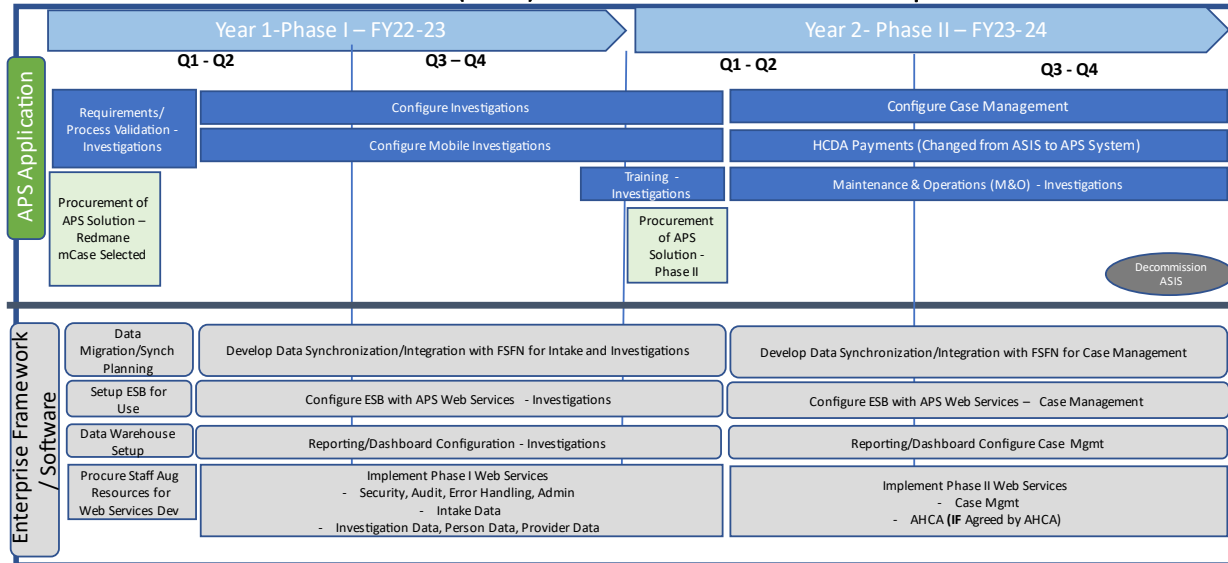 Year 1-Phase I – FY22-23
Year 2- Phase II – FY23-24
Q1 - Q2
Q3 – Q4
Q1 - Q2
Q3 - Q4
APS Application
Requirements/
Process Validation -
Investigations
Configure Investigations
Configure Case Management
Configure Mobile Investigations
HCDA Payments (Changed from ASIS to APS System)
Training -
Investigations
Maintenance & Operations (M&O) - Investigations
Procurement of
APS Solution –
Redmane
mCase Selected
Procurement
of APS
Solution -
Phase II
Decommission
ASIS
Enterprise Framework
/ Software
Data
Migration/Synch
Planning
Develop Data Synchronization/Integration with FSFN for Intake and Investigations
Develop Data Synchronization/Integration with FSFN for Case Management
Setup ESB for
Use
Configure ESB with APS Web Services - Investigations
Configure ESB with APS Web Services – Case Management
Data Warehouse
Setup
Reporting/Dashboard Configuration - Investigations
Reporting/Dashboard Configure Case Mgmt
Procure Staff Aug
Resources for
Web Services Dev
Implement Phase I Web Services
- Security, Audit, Error Handling, Admin
- Intake Data
- Investigation Data, Person Data, Provider Data
Implement Phase II Web Services
- Case Mgmt
- AHCA (IF Agreed by AHCA)